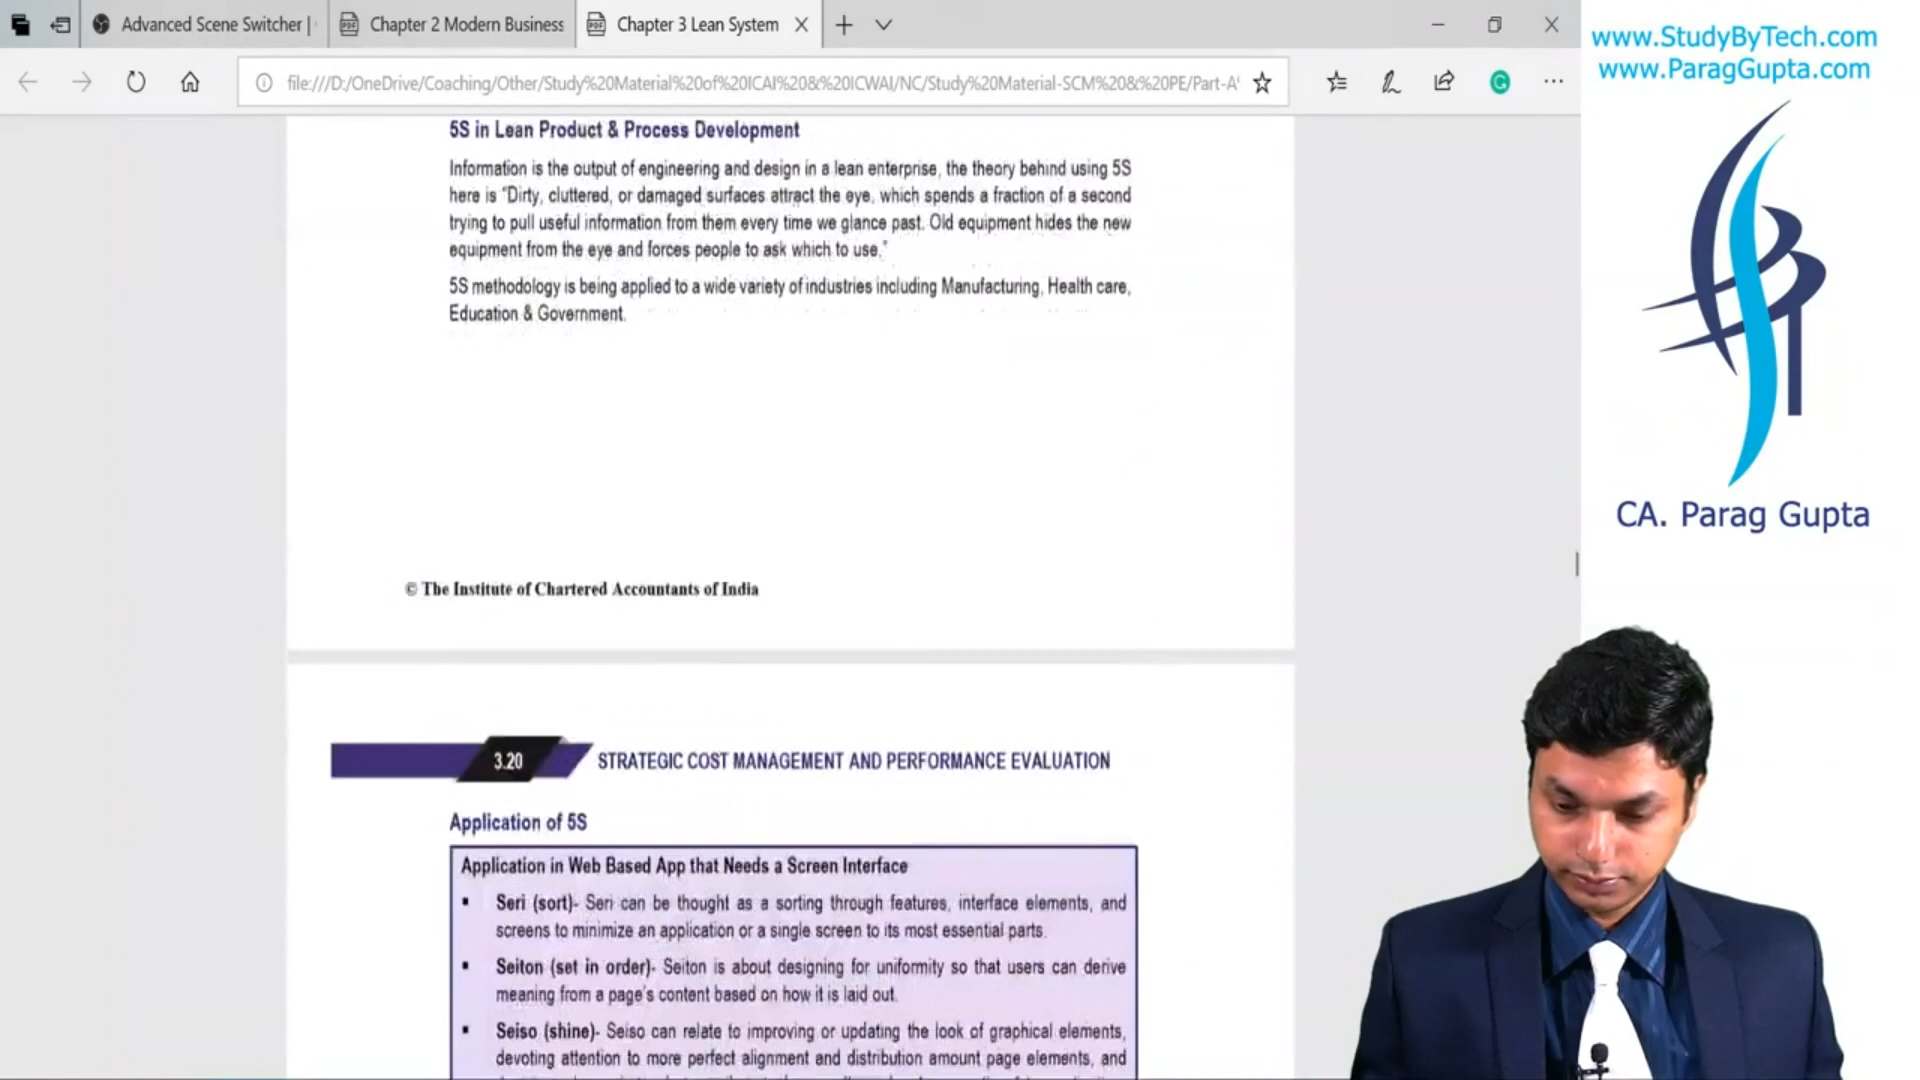 Advanced Scene Switcher |
Chapter 2 Modern Business
Chapter 3 Lean System
file:///D:/OneDrive/Coaching/Other/Study%20Material%20of%20ICAI%20&%20ICWAI/NC/Study%20Material-SCM%20&%20PE/Part-A'
www.StudyByTech.com
www.ParagGupta.com
CA. Parag Gupta
5S in Lean Product & Process Development
Information is the output of engineering and design in a lean enterprise, the theory behind using 5S
here is "Dirty, cluttered, or damaged surfaces attract the eye, which spends a fraction of a second
trying to pull useful information from them every time we glance past. Old equipment hides the new
equipment from the eye and forces people to ask which to use."
5S methodology is being applied to a wide variety of industries including Manufacturing, Health care,
Education & Government.
© The Institute of Chartered Accountants of India
3.20 STRATEGIC COST MANAGEMENT AND PERFORMANCE EVALUATION
Application of 5S
Application in Web Based App that Needs a Screen Interface
▪ Seri (sort)- Seri can be thought as a sorting through features, interface elements, and
screens to minimize an application or a single screen to its most essential parts.
▪ Seiton (set in order)- Seiton is about designing for uniformity so that users can derive
meaning from a page's content based on how it is laid out.
▪ Seiso (shine)- Seiso can relate to improving or updating the look of graphical elements,
devoting attention to more perfect alignment and distribution amount page elements, and